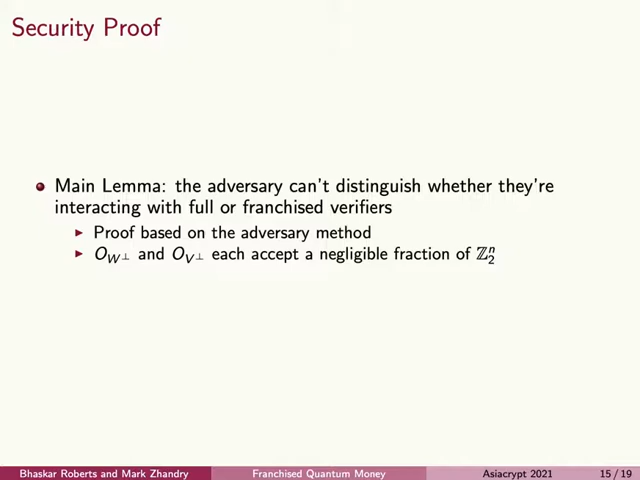 Security Proof
Main Lemma: the adversary can't distinguish whether they're
interacting with full or franchised verifiers
Proof based on the adversary method
O_{W^⊥} and O_{V^⊥} each accept a negligible fraction of ℤ₂ⁿ
Bhaskar Roberts and Mark Zhandry Franchised Quantum Money Asiacrypt 2021 15 / 19